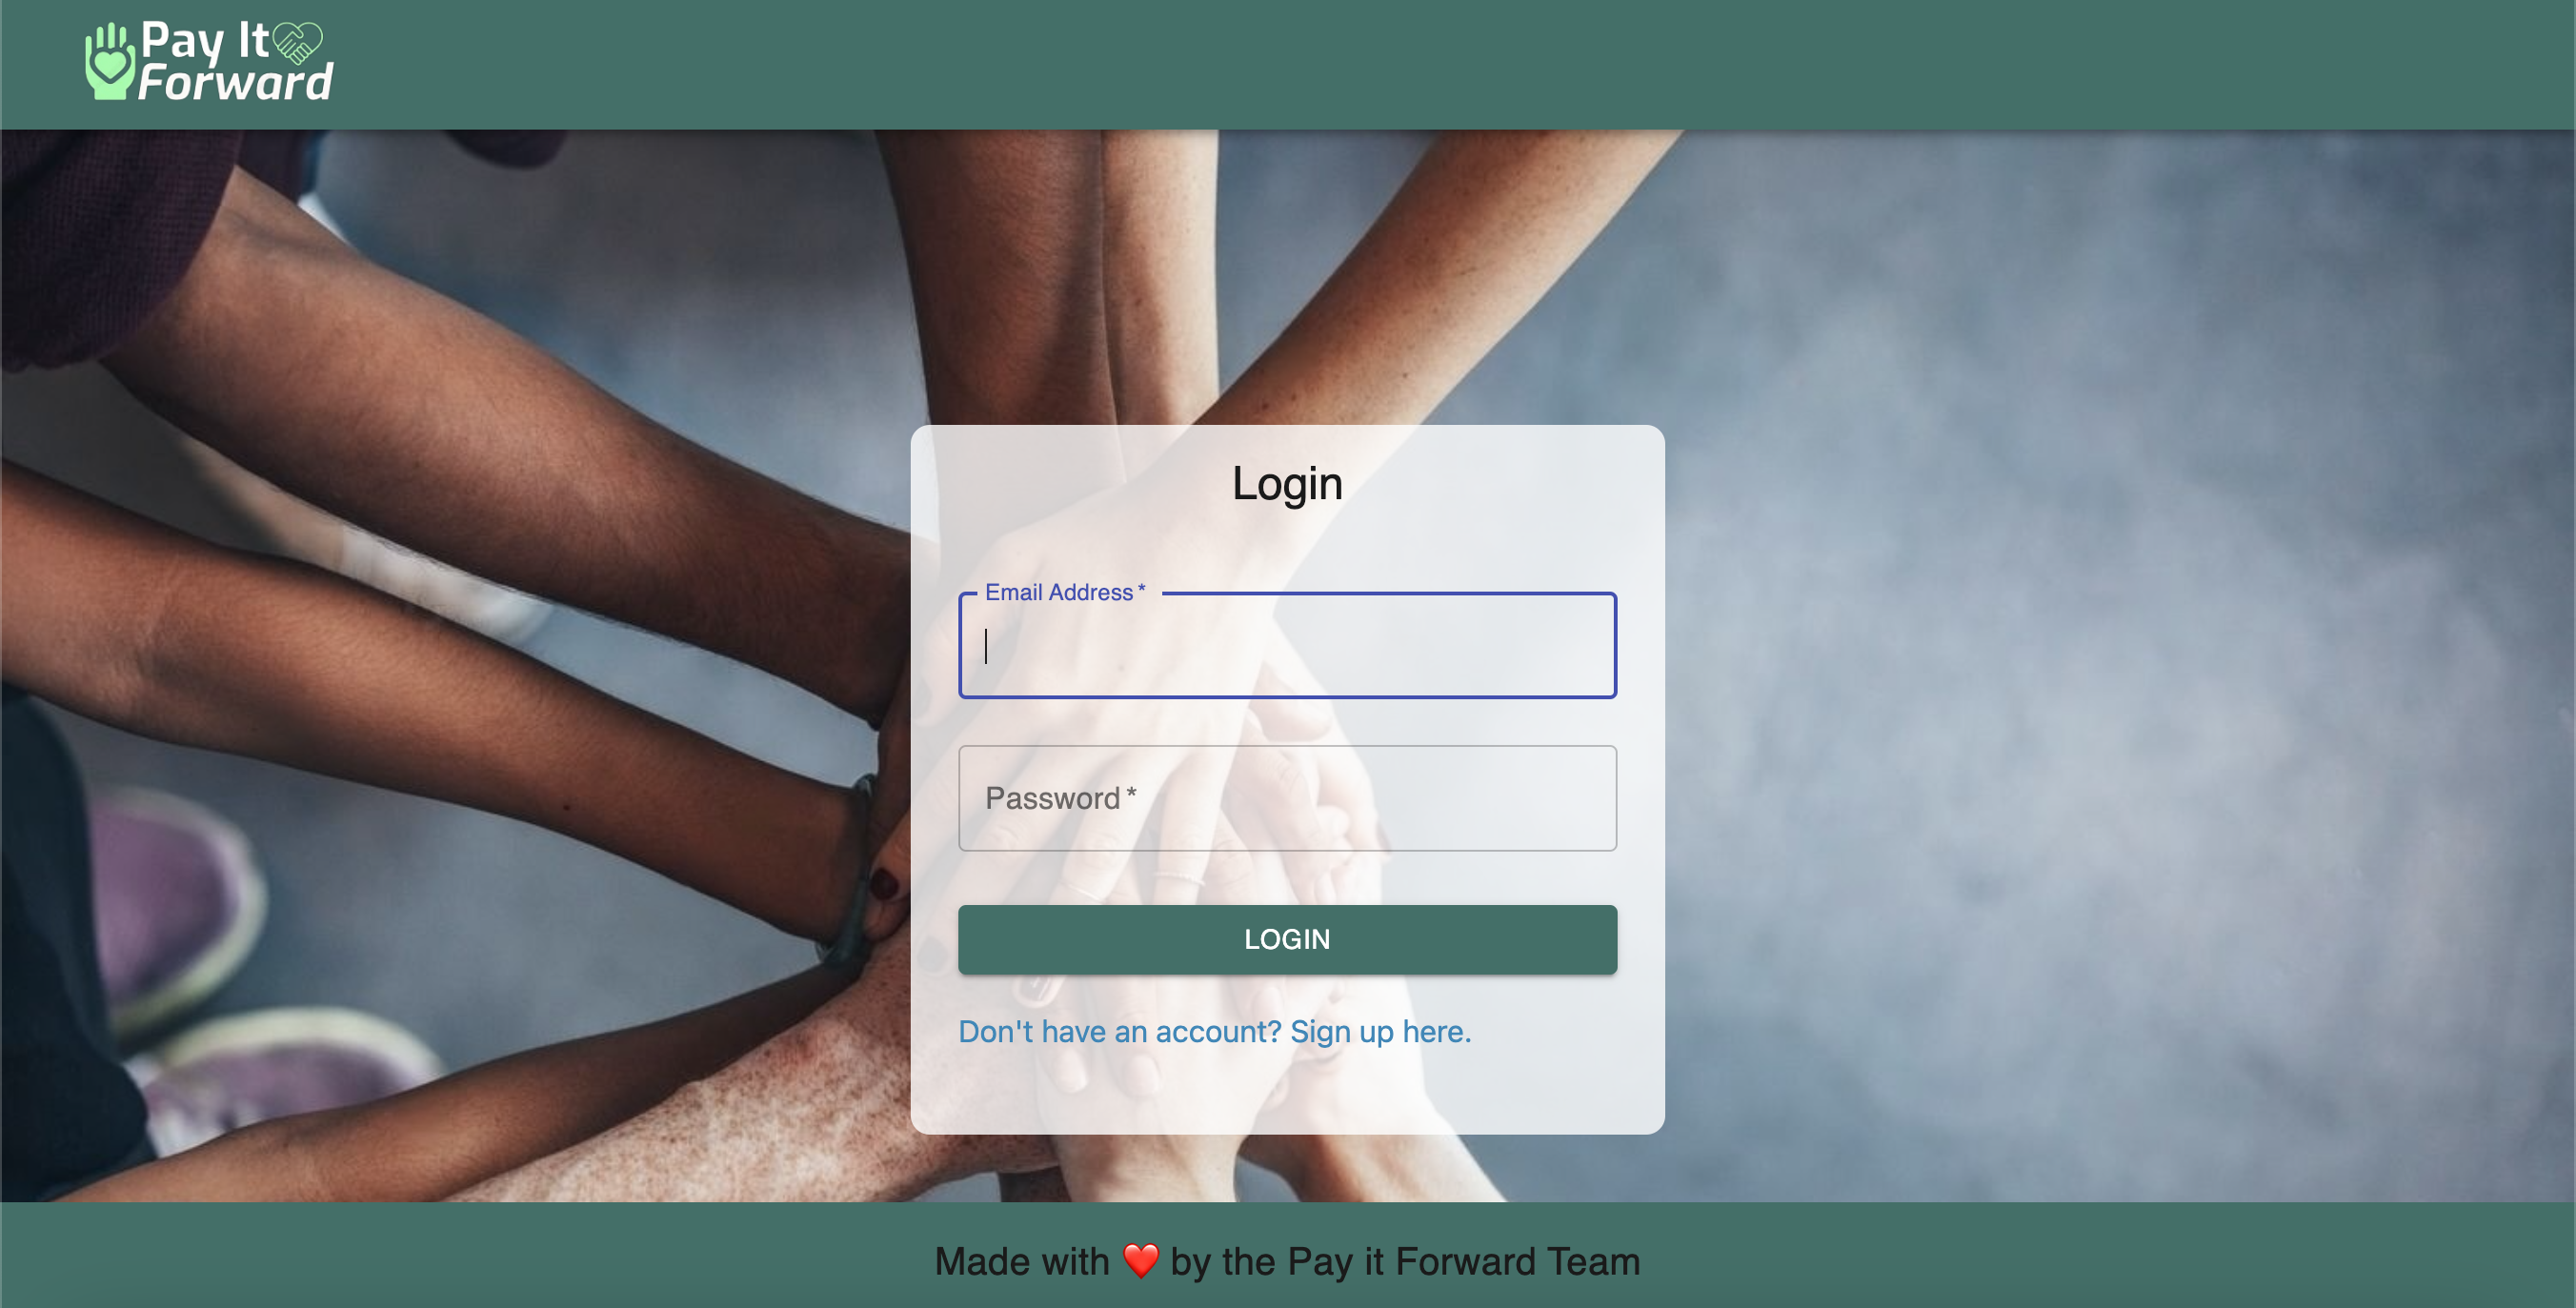 Pay It
Forward
Login
Email Address *
Password *
LOGIN
Don't have an account? Sign up here.
Made with ❤️ by the Pay it Forward Team